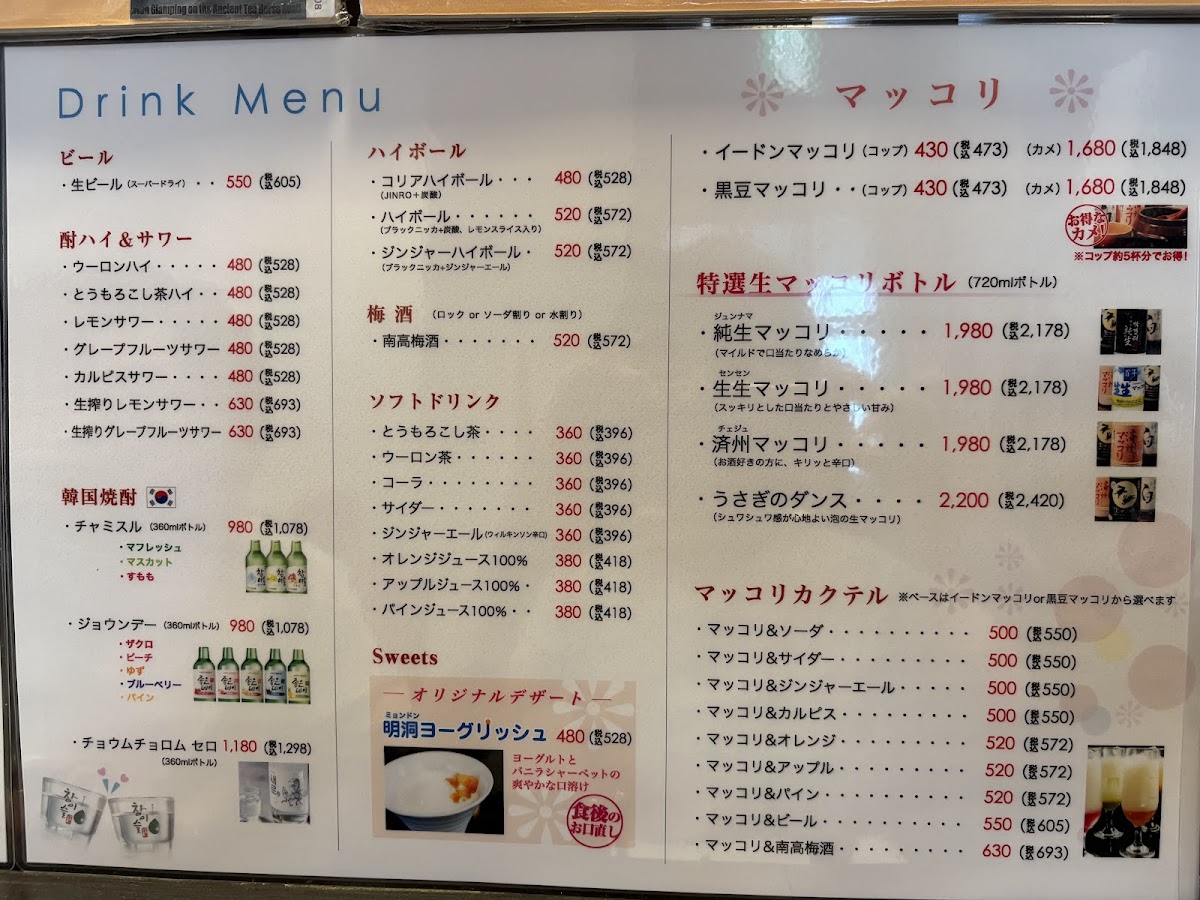 Glamping on the Ancient Tea Horse Road
Drink Menu
ビール
・生ビール (スーパードライ) ・・ 550 (税込605)
酎ハイ＆サワー
・ウーロンハイ・・・・・ 480 (税込528)
・とうもろこし茶ハイ・・ 480 (税込528)
・レモンサワー・・・・ 480 (税込528)
・グレープフルーツサワー 480 (税込528)
・カルピスサワー・・・・ 480 (税込528)
・生搾りレモンサワー・・ 630 (税込693)
・生搾りグレープフルーツサワー 630 (税込693)
韓国焼酎
・チャミスル (360mlボトル) 980 (税込1,078)
・マフレッシュ
・マスカット
・すもも
・ジョウンデー (360mlボトル) 980 (税込1,078)
・ザクロ
・ピーチ
・ゆず
・ブルーベリー
・パイン
・チョウムチョロム セロ 1,180 (税込1,298)
(360mlボトル)
참이슬
ハイボール
・コリアハイボール・・・ 480 (税込528)
(JINRO＋炭酸)
・ハイボール・・・・・・ 520 (税込572)
(ブラックニッカ+炭酸、レモンスライス入り)
・ジンジャーハイボール・ 520 (税込572)
(ブラックニッカ+ジンジャーエール)
梅酒 (ロック or ソーダ割り or 水割り)
・南高梅酒・・・・・・・ 520 (税込572)
ソフトドリンク
・とうもろこし茶・・・・ 360 (税込396)
・ウーロン茶・・・・・・ 360 (税込396)
・コーラ・・・・・・・・ 360 (税込396)
・サイダー・・・・・・・ 360 (税込396)
・ジンジャーエール(ウィルキンソン辛口) 360 (税込396)
・オレンジジュース100% 380 (税込418)
・アップルジュース100%・ 380 (税込418)
・パインジュース100%・・ 380 (税込418)
Sweets
― オリジナルデザート ―
ミョンドン
明洞ヨーグリッシュ 480 (税込528)
ヨーグルトと
バニラシャーベットの
爽やかな口溶け
食後の
お口直し
マッコリ
・イードンマッコリ (コップ) 430 (税込473) (カメ) 1,680 (税込1,848)
・黒豆マッコリ・・(コップ) 430 (税込473) (カメ) 1,680 (税込1,848)
お得な
カメ!
※コップ約5杯分でお得!
特選生マッコリボトル (720mlボトル)
ジュンナマ
・純生マッコリ・・・・・ 1,980 (税込2,178)
(マイルドで口当たりなめらか)
センセン
・生生マッコリ・・・・・ 1,980 (税込2,178)
(スッキリとした口当たりとやさしい甘み)
チェジュ
・済州マッコリ・・・・・ 1,980 (税込2,178)
(お酒好きの方に、キリッと辛口)
・うさぎのダンス・・・・ 2,200 (税込2,420)
(シュワシュワ感が心地よい泡の生マッコリ)
マッコリカクテル ※ベースはイードンマッコリor黒豆マッコリから選べます
・マッコリ&ソーダ・・・・・・・・・・ 500 (税込550)
・マッコリ&サイダー・・・・・・・・・ 500 (税込550)
・マッコリ&ジンジャーエール・・・・・ 500 (税込550)
・マッコリ&カルピス・・・・・・・・・ 500 (税込550)
・マッコリ&オレンジ・・・・・・・・・ 520 (税込572)
・マッコリ&アップル・・・・・・・・・ 520 (税込572)
・マッコリ&パイン・・・・・・・・・・ 520 (税込572)
・マッコリ&ビール・・・・・・・・・・ 550 (税込605)
・マッコリ&南高梅酒・・・・・・・・・ 630 (税込693)